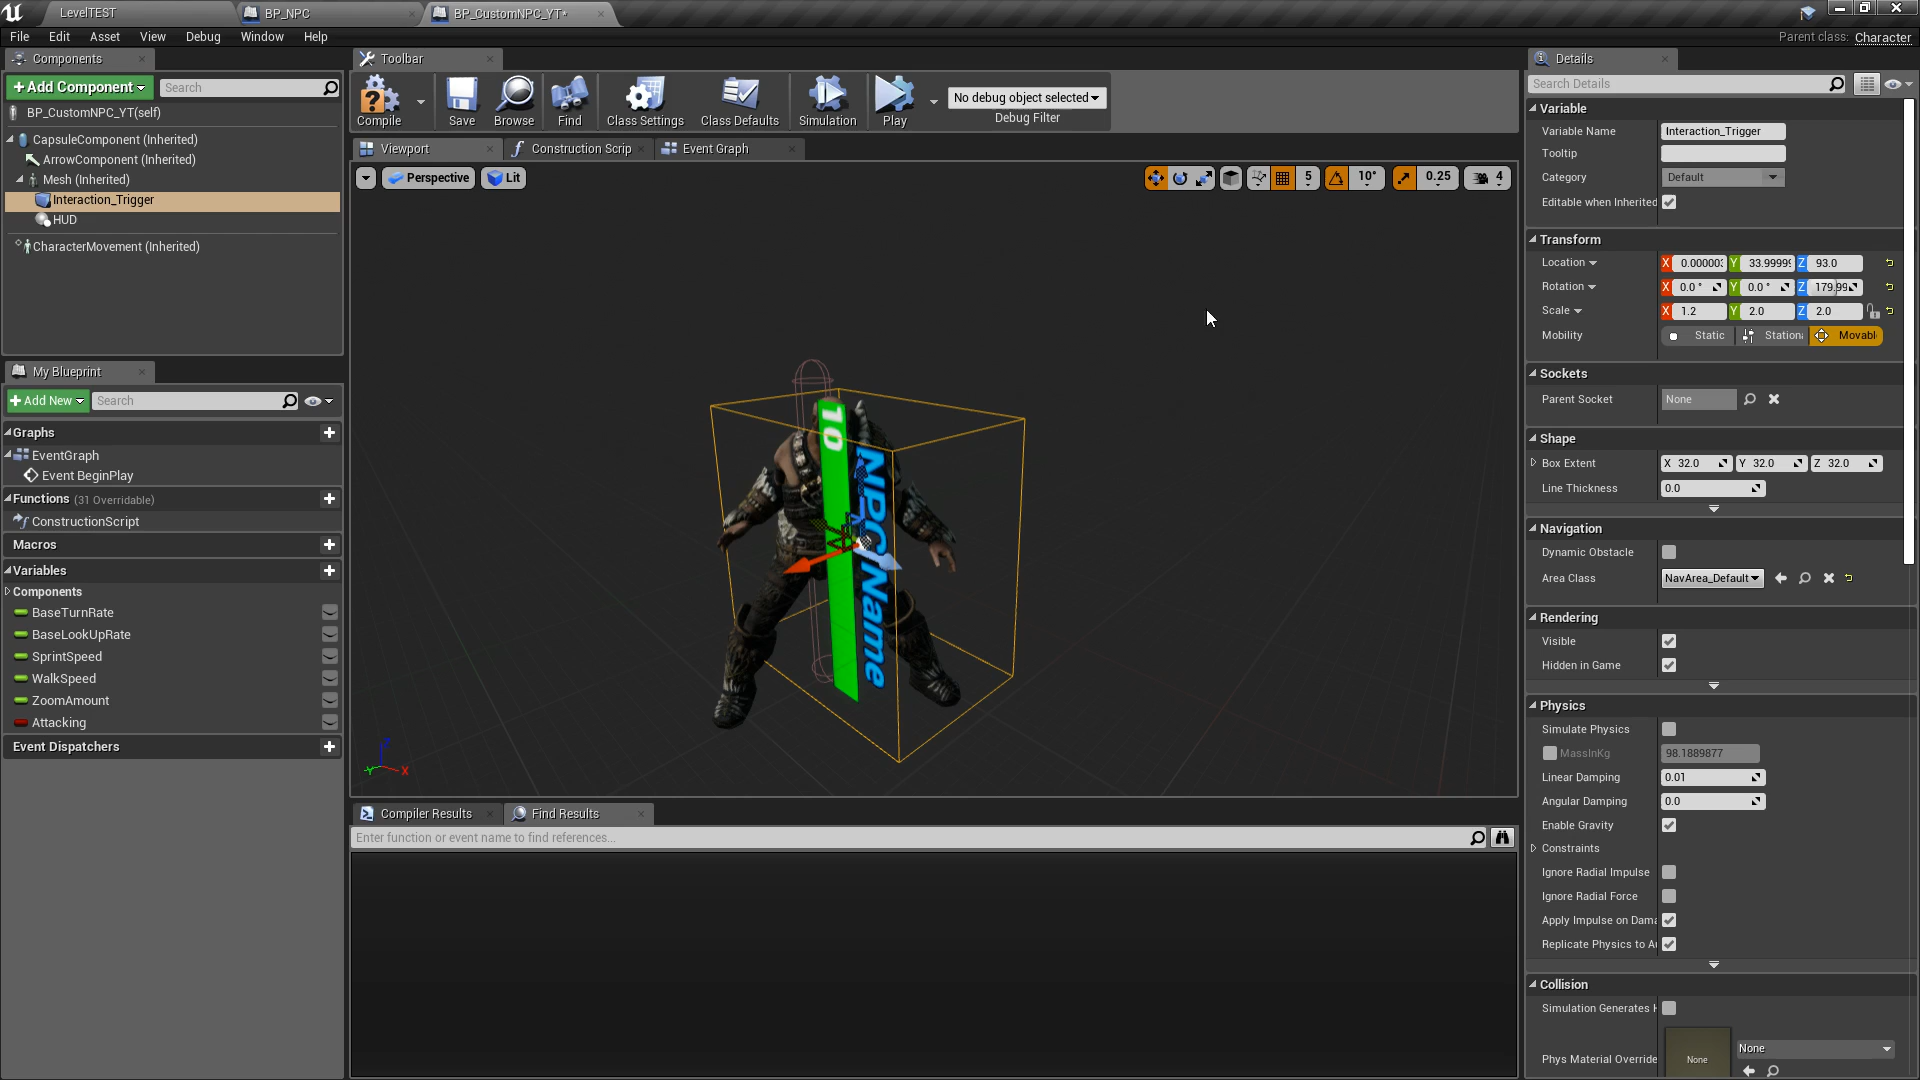 LevelTEST
BP_NPC
BP_CustomNPC_YT*
File Edit Asset View Debug Window Help
Parent class: Character
Components
Add Component
Search
BP_CustomNPC_YT(self)
CapsuleComponent (Inherited)
ArrowComponent (Inherited)
Mesh (Inherited)
Interaction_Trigger
HUD
CharacterMovement (Inherited)
My Blueprint
Add New
Search
Graphs
EventGraph
Event BeginPlay
Functions (31 Overridable)
ConstructionScript
Macros
Variables
Components
BaseTurnRate
BaseLookUpRate
SprintSpeed
WalkSpeed
ZoomAmount
Attacking
Event Dispatchers
Toolbar
Compile Save Browse Find Class Settings Class Defaults Simulation Play
No debug object selected
Debug Filter
Viewport Construction Scrip Event Graph
Perspective Lit
5 10° 0.25 4
10
NPC Name
Z
Y X
Compiler Results Find Results
Enter function or event name to find references...
Details
Search Details
Variable
Variable Name Interaction_Trigger
Tooltip
Category Default
Editable when Inherited
Transform
Location X 0.000003 Y 33.99999 Z 93.0
Rotation X 0.0 ° Y 0.0 ° Z 179.99
Scale X 1.2 Y 2.0 Z 2.0
Mobility Static Station Movabl
Sockets
Parent Socket None
Shape
Box Extent X 32.0 Y 32.0 Z 32.0
Line Thickness 0.0
Navigation
Dynamic Obstacle
Area Class NavArea_Default
Rendering
Visible
Hidden in Game
Physics
Simulate Physics
MassInKg 98.1889877
Linear Damping 0.01
Angular Damping 0.0
Enable Gravity
Constraints
Ignore Radial Impulse
Ignore Radial Force
Apply Impulse on Dama
Replicate Physics to Au
Collision
Simulation Generates H
Phys Material Override None None